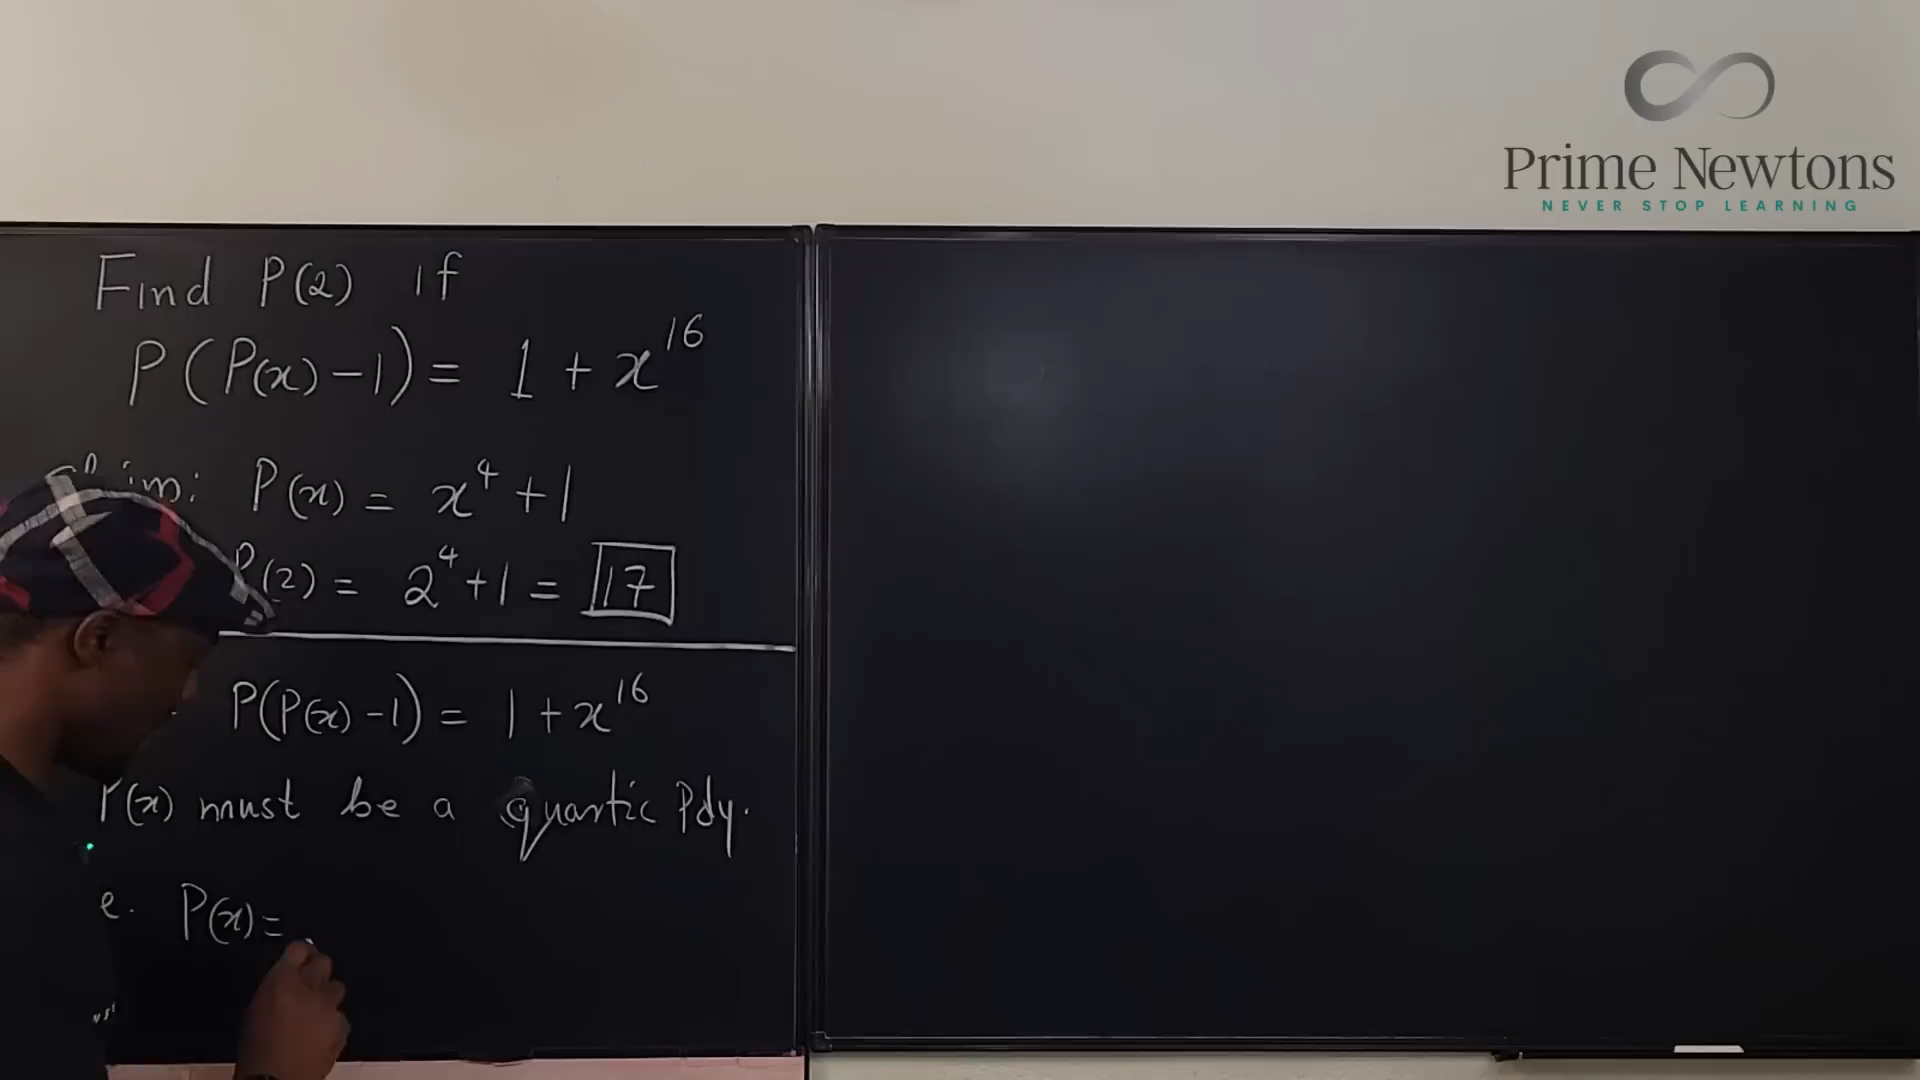 Prime Newtons
NEVER STOP LEARNING
Find P(2) if
P(P(x)-1) = 1 + x^16
P(x) = x^4 + 1
P(2) = 2^4 + 1 = 17
P(P(x)-1) = 1 + x^16
P(x) must be a quartic Poly.
e. P(x) =